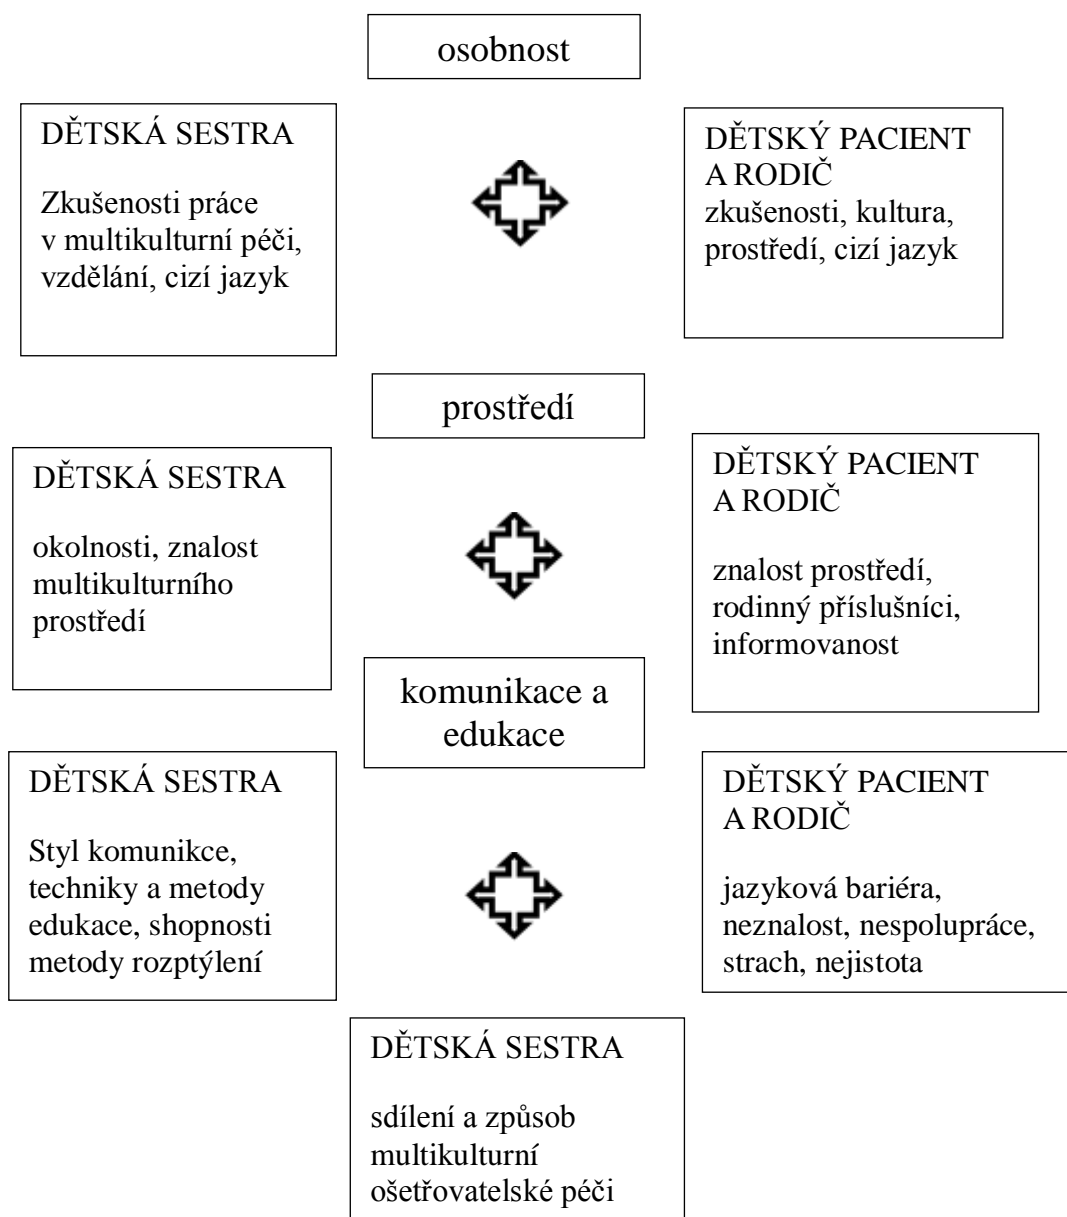 osobnost
DĚTSKÁ SESTRA
Zkušenosti práce
v multikulturní péči,
vzdělání, cizí jazyk
DĚTSKÝ PACIENT
A RODIČ
zkušenosti, kultura,
prostředí, cizí jazyk
prostředí
DĚTSKÁ SESTRA
okolnosti, znalost
multikulturního
prostředí
DĚTSKÝ PACIENT
A RODIČ
znalost prostředí,
rodinný příslušníci,
informovanost
komunikace a
edukace
DĚTSKÁ SESTRA
Styl komunikce,
techniky a metody
edukace, shopnosti
metody rozptýlení
DĚTSKÝ PACIENT
A RODIČ
jazyková bariéra,
neznalost, nespolupráce,
strach, nejistota
DĚTSKÁ SESTRA
sdílení a způsob
multikulturní
ošetřovatelské péči